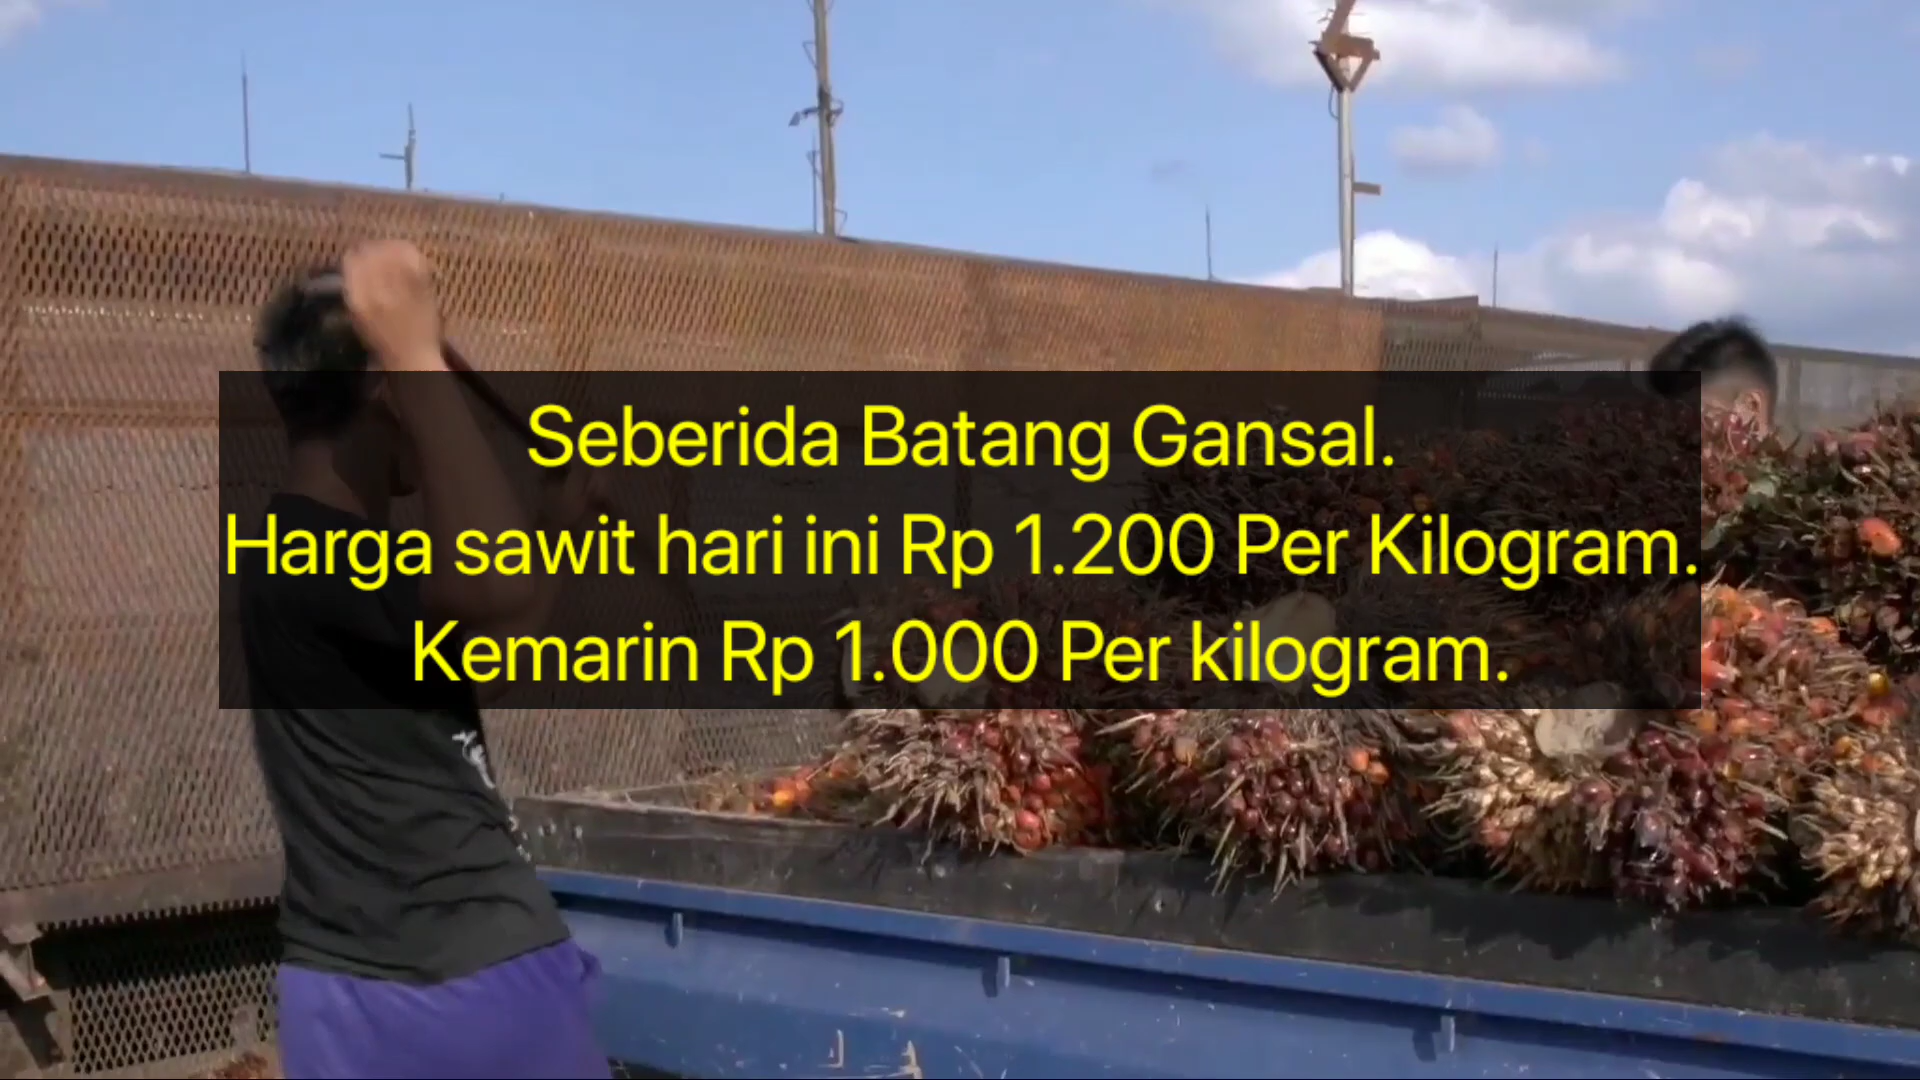 Seberida Batang Gansal.
Harga sawit hari ini Rp 1.200 Per Kilogram.
Kemarin Rp 1.000 Per kilogram.